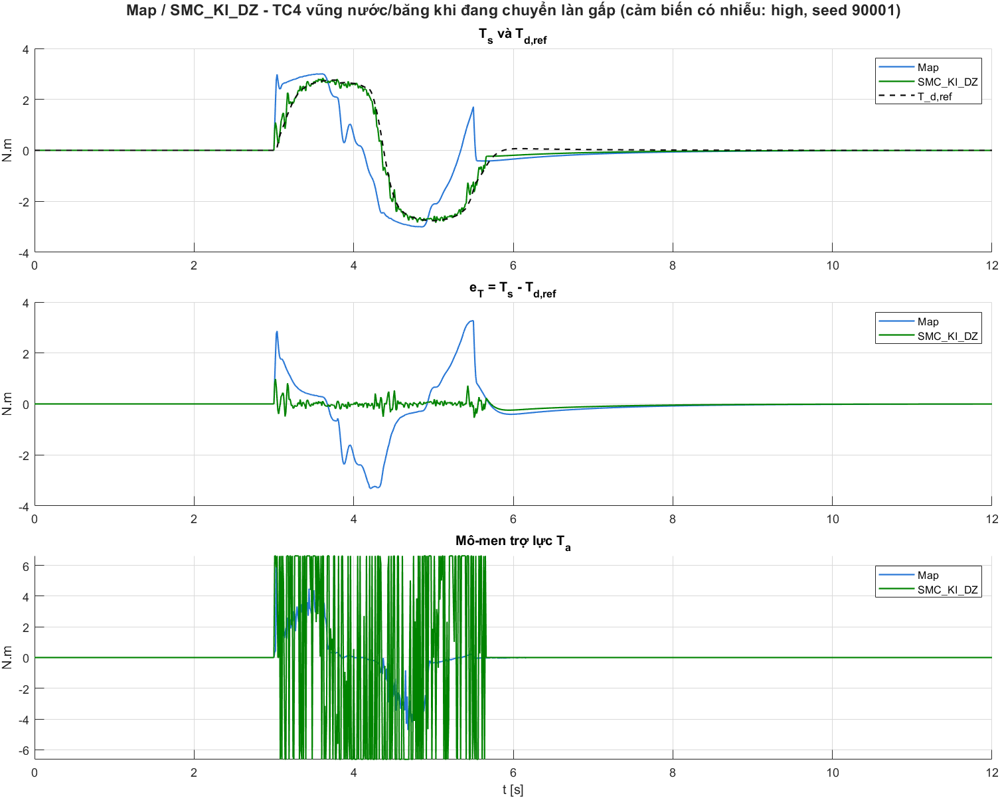 Map / SMC_KI_DZ - TC4 vũng nước/băng khi đang chuyển làn gấp (cảm biến có nhiễu: high, seed 90001)
T_s và T_d,ref
4
2
0
-2
-4
N.m
0 2 4 6 8 10 12
Map
SMC_KI_DZ
T_d,ref
e_T = T_s - T_d,ref
4
2
0
-2
-4
N.m
0 2 4 6 8 10 12
Map
SMC_KI_DZ
Mô-men trợ lực T_a
6
4
2
0
-2
-4
-6
N.m
0 2 4 6 8 10 12
Map
SMC_KI_DZ
t [s]